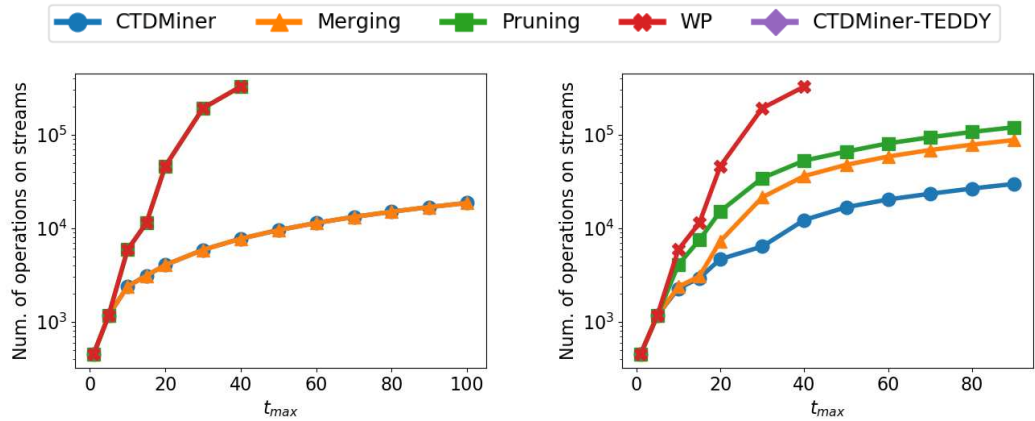 CTDMiner Merging Pruning WP CTDMiner-TEDDY
Num. of operations on streams
10^5
10^4
10^3
0 20 40 60 80 100
t_max
Num. of operations on streams
10^5
10^4
10^3
0 20 40 60 80
t_max